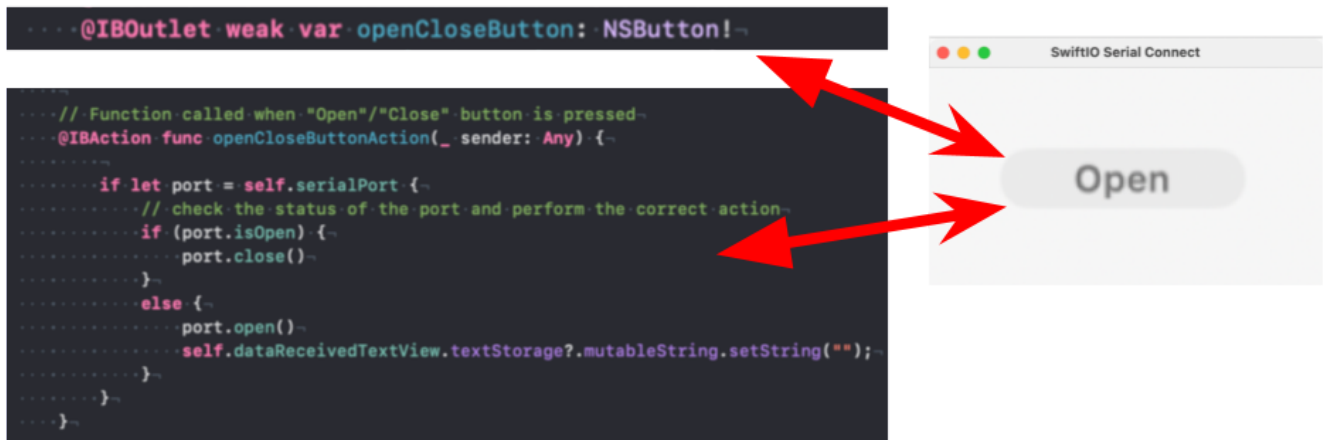 @IBOutlet weak var openCloseButton: NSButton!
// Function called when "Open"/"Close" button is pressed
@IBAction func openCloseButtonAction(_ sender: Any) {
if let port = self.serialPort {
// check the status of the port and perform the correct action
if (port.isOpen) {
port.close()
}
else {
port.open()
self.dataReceivedTextView.textStorage?.mutableString.setString("");
}
}
}
SwiftIO Serial Connect
Open